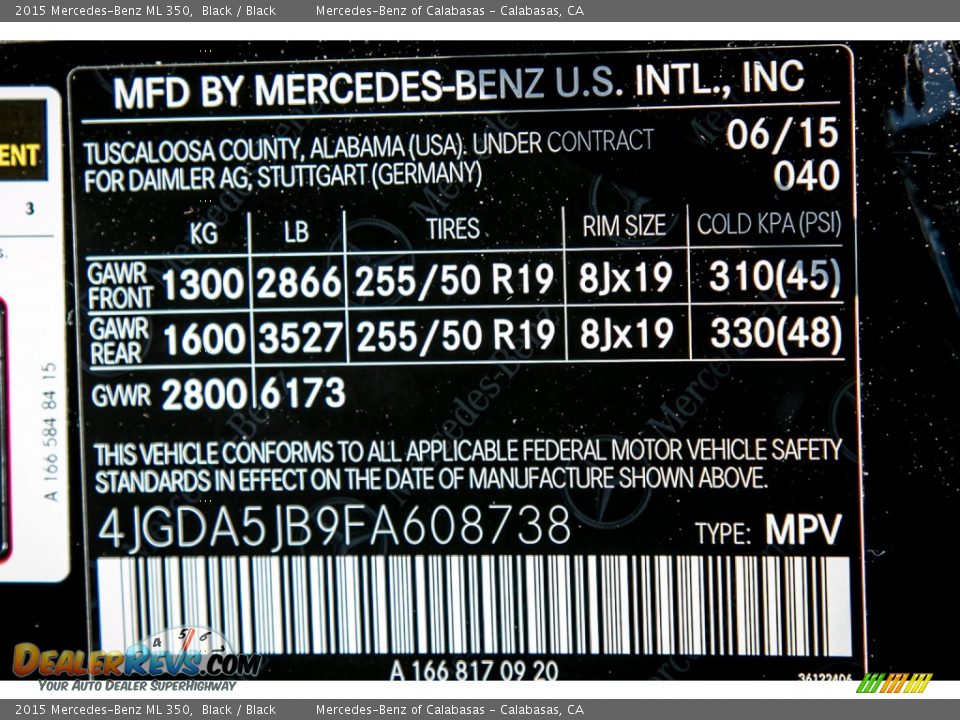 2015 Mercedes-Benz ML 350,  Black / Black  Mercedes-Benz of Calabasas - Calabasas, CA
MFD BY MERCEDES-BENZ U.S. INTL., INC
TUSCALOOSA COUNTY, ALABAMA (USA). UNDER CONTRACT 06/15
FOR DAIMLER AG, STUTTGART (GERMANY) 040
KG LB TIRES RIM SIZE COLD KPA (PSI)
GAWR FRONT 1300 2866 255/50 R19 8Jx19 310(45)
GAWR REAR 1600 3527 255/50 R19 8Jx19 330(48)
GVWR 2800 6173
THIS VEHICLE CONFORMS TO ALL APPLICABLE FEDERAL MOTOR VEHICLE SAFETY
STANDARDS IN EFFECT ON THE DATE OF MANUFACTURE SHOWN ABOVE.
4JGDA5JB9FA608738 TYPE: MPV
A 166 817 09 20
36122406
ENT
3
A 166 584 84 15
4 5 6
DEALERREVS.COM
YOUR AUTO DEALER SUPERHIGHWAY
2015 Mercedes-Benz ML 350,  Black / Black  Mercedes-Benz of Calabasas - Calabasas, CA